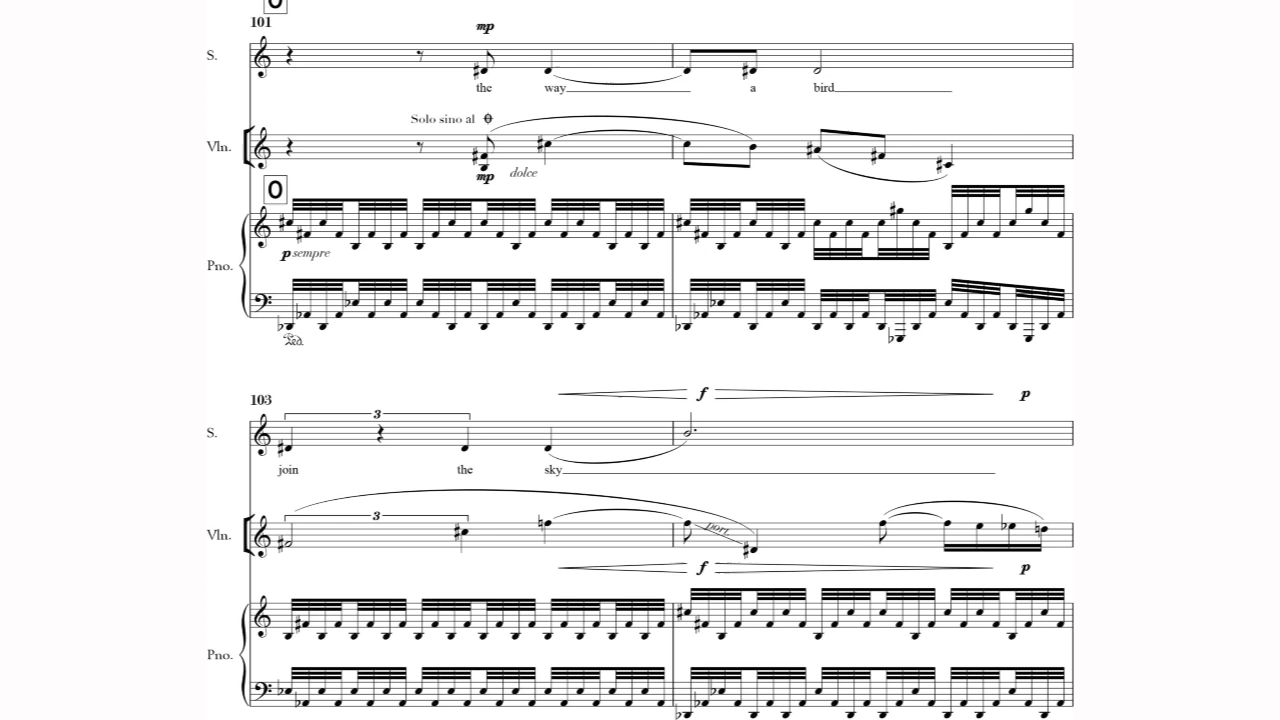 O
101
mp
S.
the way a bird
Solo sino al
Vln.
mp dolce
O
p sempre
Pno.
Ped.
f p
103
3
S.
join the sky
3
port.
Vln.
f p
Pno.